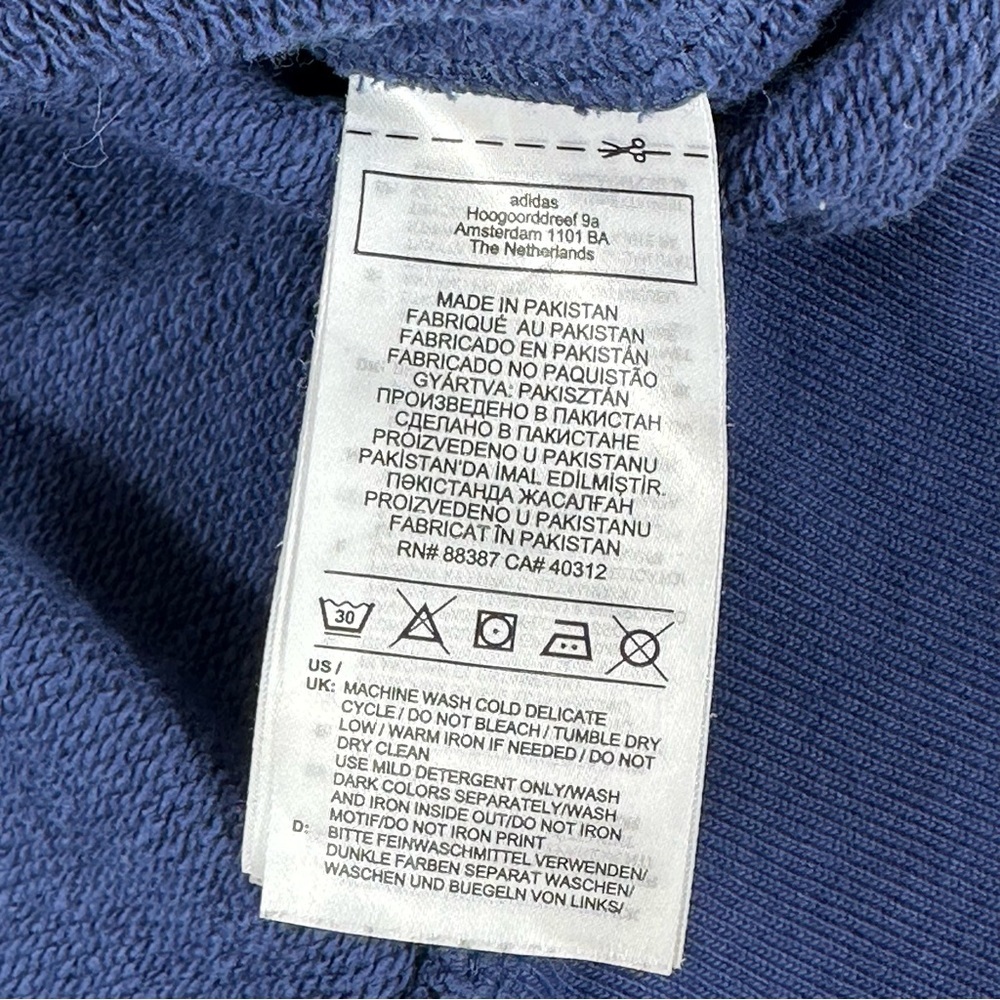 adidas
Hoogoorddreef 9a
Amsterdam 1101 BA
The Netherlands
MADE IN PAKISTAN
FABRIQUÉ AU PAKISTAN
FABRICADO EN PAKISTÁN
FABRICADO NO PAQUISTÃO
GYÁRTVA: PAKISZTÁN
ПРОИЗВЕДЕНО В ПАКИСТАН
СДЕЛАНО В ПАКИСТАНЕ
PROIZVEDENO U PAKISTANU
PAKİSTAN'DA İMAL EDİLMİŞTİR.
ПӘКІСТАНДА ЖАСАЛҒАН
PROIZVEDENO U PAKISTANU
FABRICAT ÎN PAKISTAN
RN# 88387 CA# 40312
30
US /
UK: MACHINE WASH COLD DELICATE
CYCLE / DO NOT BLEACH / TUMBLE DRY
LOW / WARM IRON IF NEEDED / DO NOT
DRY CLEAN
USE MILD DETERGENT ONLY/WASH
DARK COLORS SEPARATELY/WASH
AND IRON INSIDE OUT/DO NOT IRON
MOTIF/DO NOT IRON PRINT
D: BITTE FEINWASCHMITTEL VERWENDEN/
DUNKLE FARBEN SEPARAT WASCHEN/
WASCHEN UND BUEGELN VON LINKS/